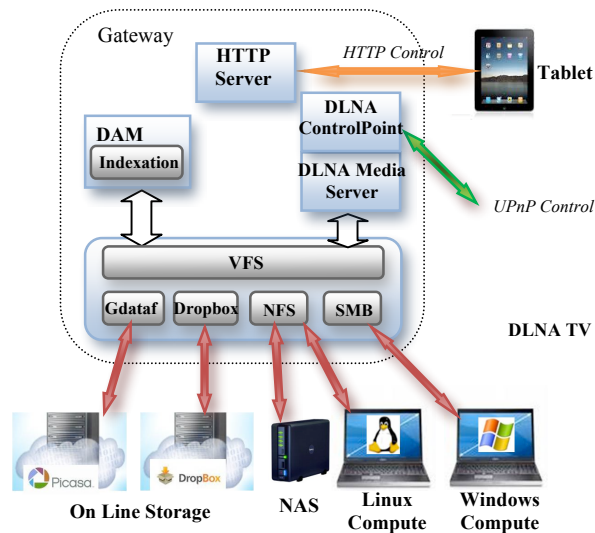 Gateway
HTTP
Server
HTTP Control
Tablet
DLNA
ControlPoint
DAM
Indexation
DLNA Media
Server
UPnP Control
VFS
Gdataf
Dropbox
NFS
SMB
DLNA TV
Picasa
DropBox
On Line Storage
NAS
Linux
Compute
Windows
Compute